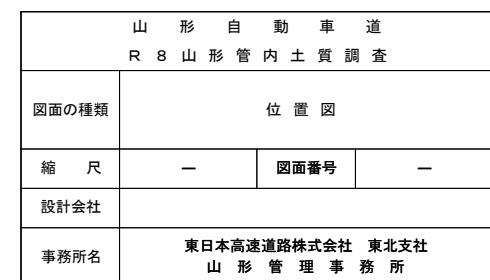 山形自動車道
R8山形管内土質調査
図面の種類 位置図
縮尺 ー 図面番号 ー
設計会社
事務所名 東日本高速道路株式会社 東北支社
山形管理事務所